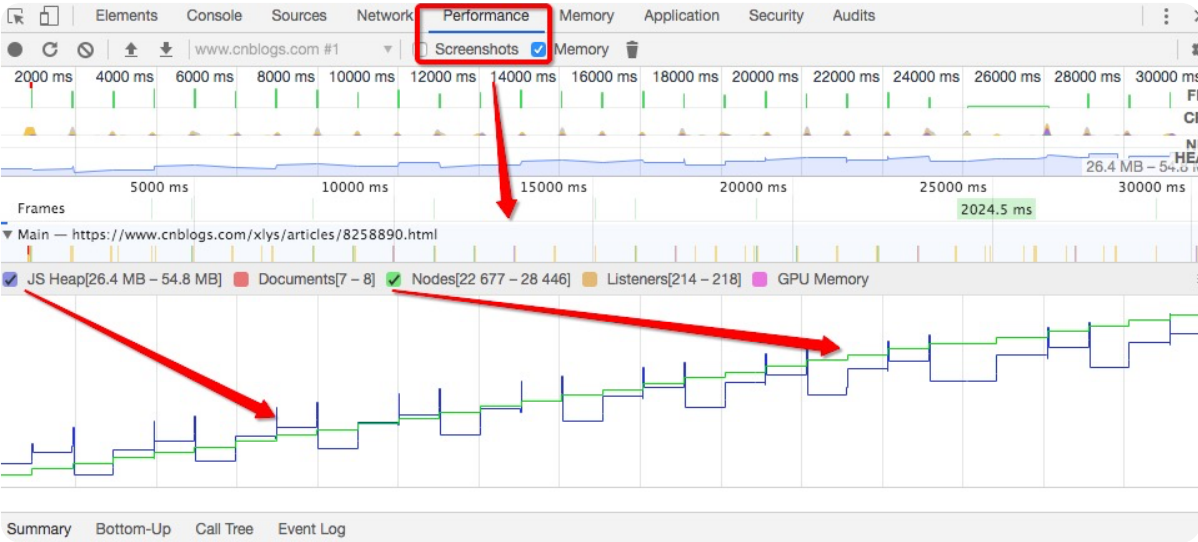 Elements Console Sources Network Performance Memory Application Security Audits
www.cnblogs.com #1 Screenshots Memory
2000 ms 4000 ms 6000 ms 8000 ms 10000 ms 12000 ms 14000 ms 16000 ms 18000 ms 20000 ms 22000 ms 24000 ms 26000 ms 28000 ms 30000 ms
HEA
26.4 MB – 54.8
5000 ms 10000 ms 15000 ms 20000 ms 25000 ms 30000 ms
Frames 2024.5 ms
Main — https://www.cnblogs.com/xlys/articles/8258890.html
JS Heap[26.4 MB – 54.8 MB] Documents[7 – 8] Nodes[22 677 – 28 446] Listeners[214 – 218] GPU Memory
Summary Bottom-Up Call Tree Event Log